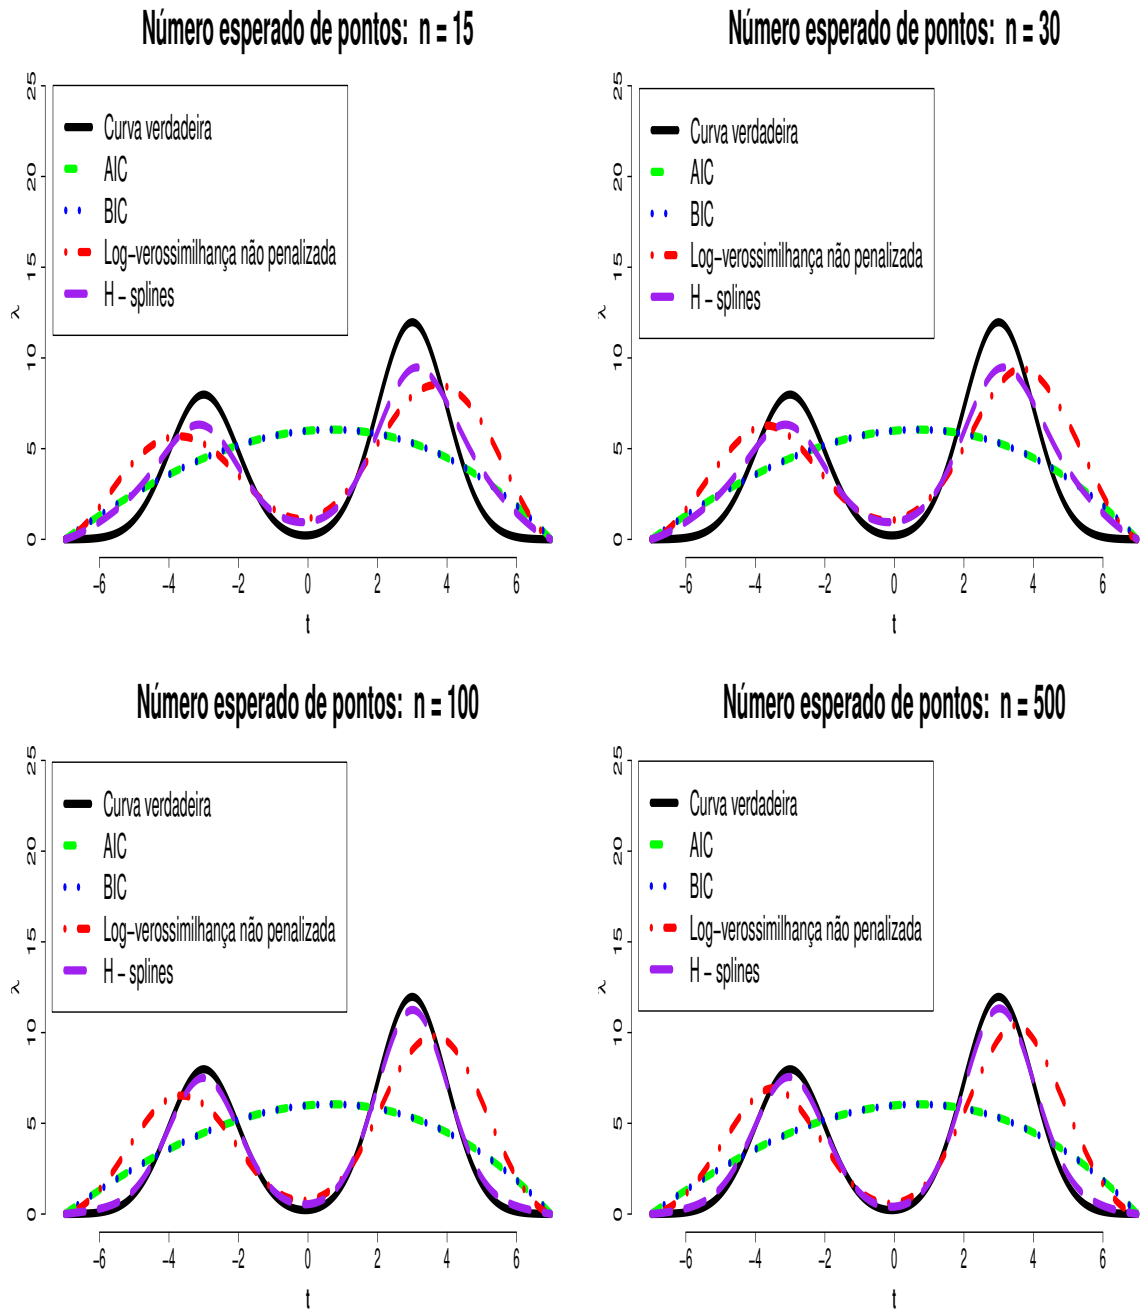 Número esperado de pontos: n = 15
25
20
15
10
5
0
λ
Curva verdadeira
AIC
BIC
Log−verossimilhança não penalizada
H − splines
−6 −4 −2 0 2 4 6
t
Número esperado de pontos: n = 30
25
20
15
10
5
0
λ
Curva verdadeira
AIC
BIC
Log−verossimilhança não penalizada
H − splines
−6 −4 −2 0 2 4 6
t
Número esperado de pontos: n = 100
25
20
15
10
5
0
λ
Curva verdadeira
AIC
BIC
Log−verossimilhança não penalizada
H − splines
−6 −4 −2 0 2 4 6
t
Número esperado de pontos: n = 500
25
20
15
10
5
0
λ
Curva verdadeira
AIC
BIC
Log−verossimilhança não penalizada
H − splines
−6 −4 −2 0 2 4 6
t